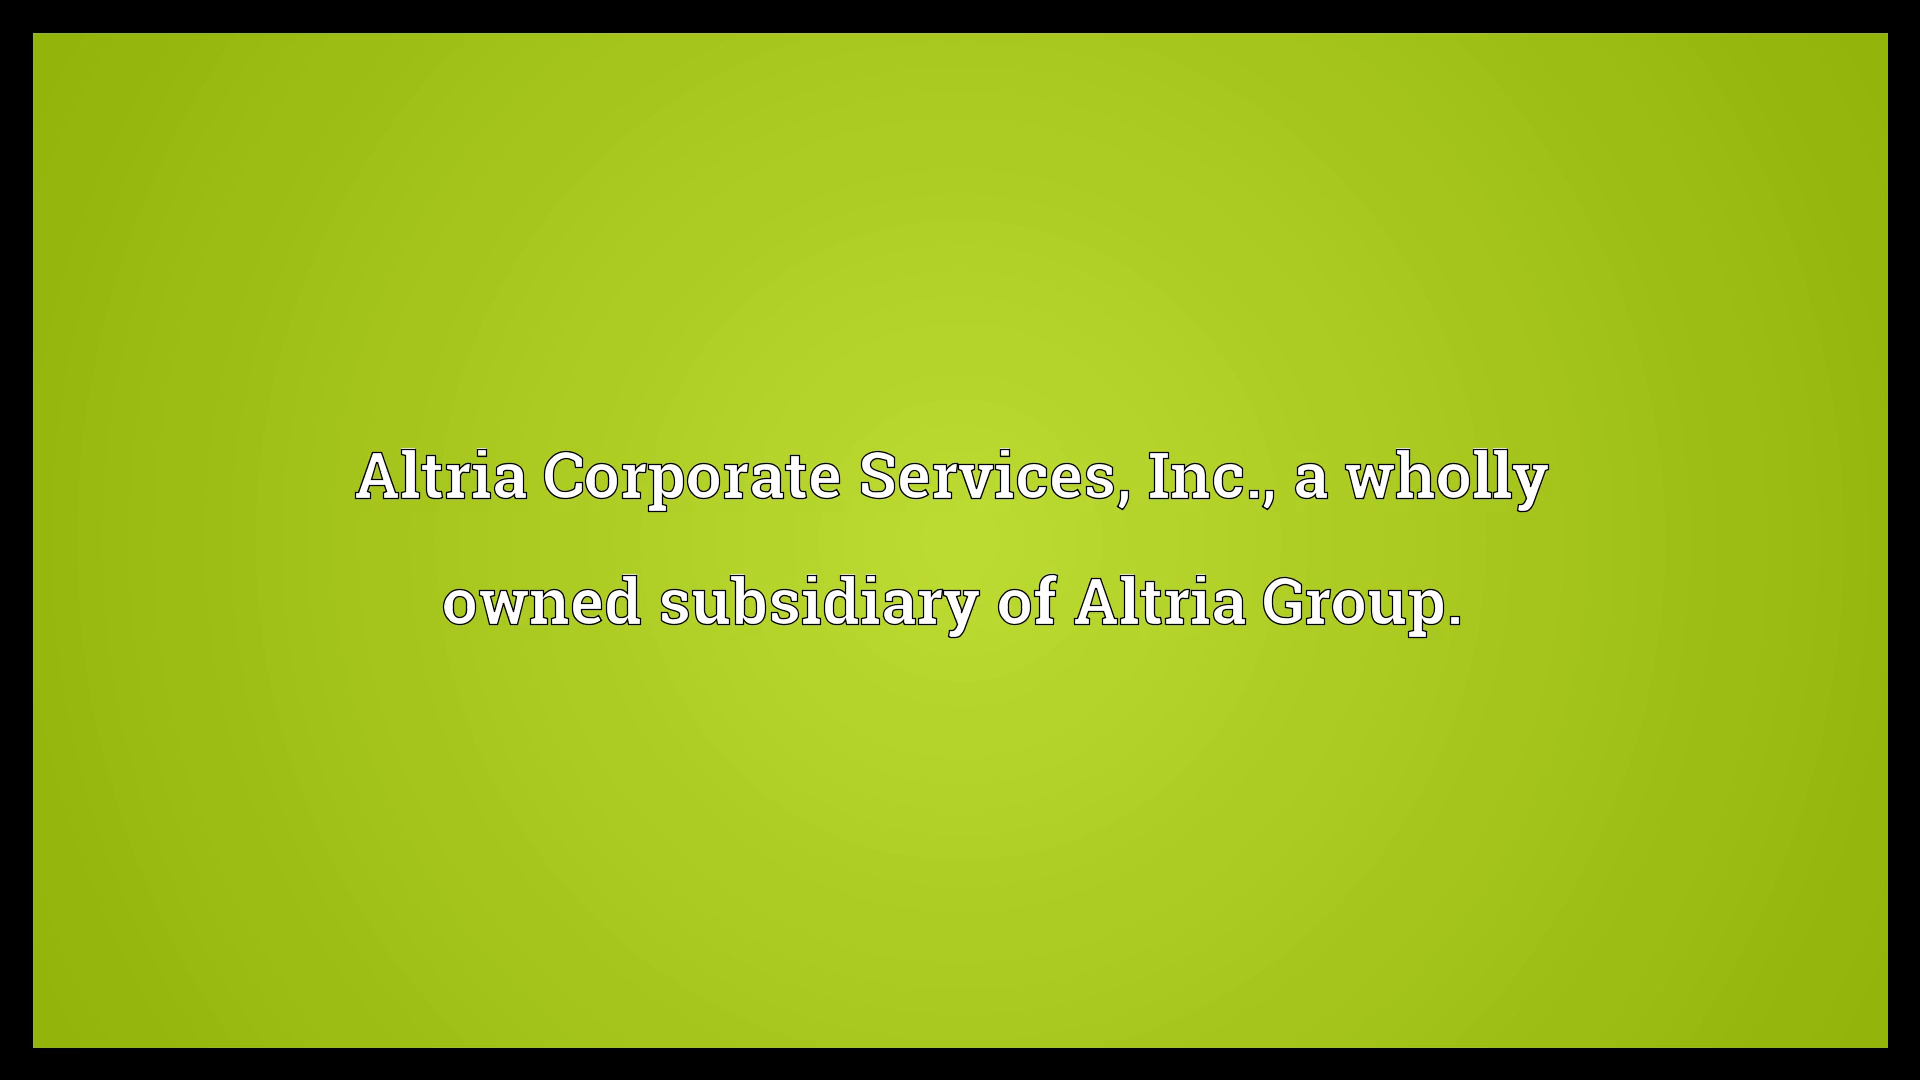 Altria Corporate Services, Inc., a wholly
owned subsidiary of Altria Group.